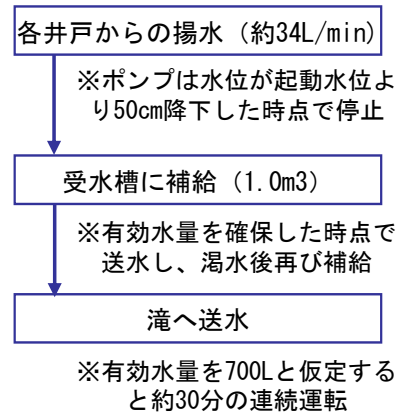 各井戸からの揚水（約34L/min）
※ポンプは水位が起動水位よ
り50cm降下した時点で停止
受水槽に補給（1.0m3）
※有効水量を確保した時点で
送水し、渇水後再び補給
滝へ送水
※有効水量を700Lと仮定する
と約30分の連続運転